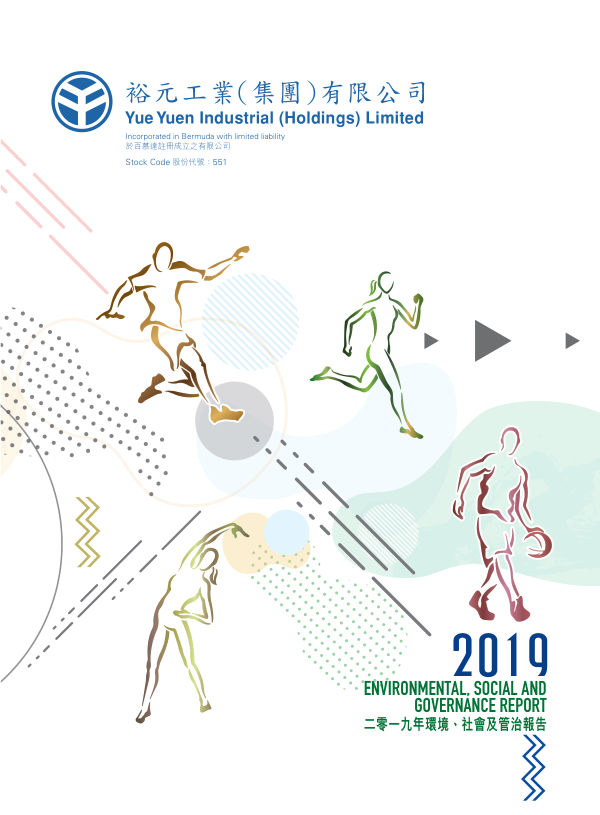 裕元工業(集團)有限公司
Yue Yuen Industrial (Holdings) Limited
Incorporated in Bermuda with limited liability
於百慕達註冊成立之有限公司
Stock Code 股份代號：551
2019
ENVIRONMENTAL, SOCIAL AND
GOVERNANCE REPORT
二零一九年環境、社會及管治報告